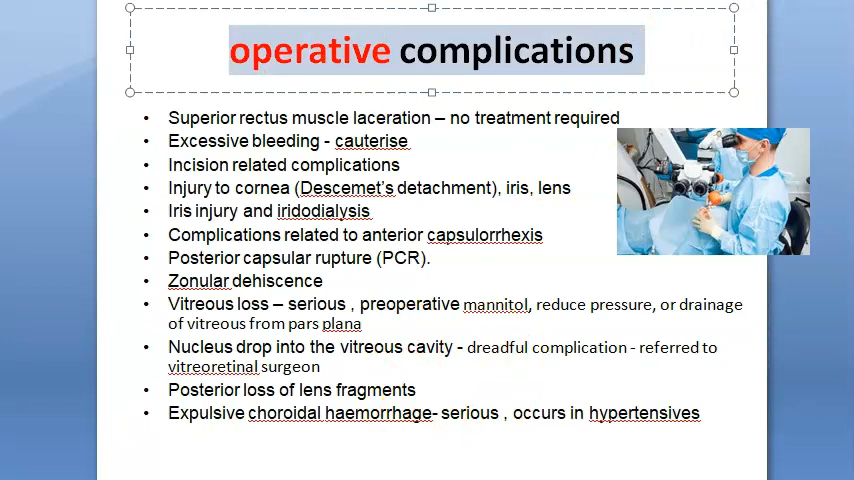 operative complications
• Superior rectus muscle laceration – no treatment required
• Excessive bleeding - cauterise
• Incision related complications
• Injury to cornea (Descemet's detachment), iris, lens
• Iris injury and iridodialysis
• Complications related to anterior capsulorrhexis
• Posterior capsular rupture (PCR).
• Zonular dehiscence
• Vitreous loss – serious , preoperative mannitol, reduce pressure, or drainage
of vitreous from pars plana
• Nucleus drop into the vitreous cavity - dreadful complication - referred to
vitreoretinal surgeon
• Posterior loss of lens fragments
• Expulsive choroidal haemorrhage- serious , occurs in hypertensives